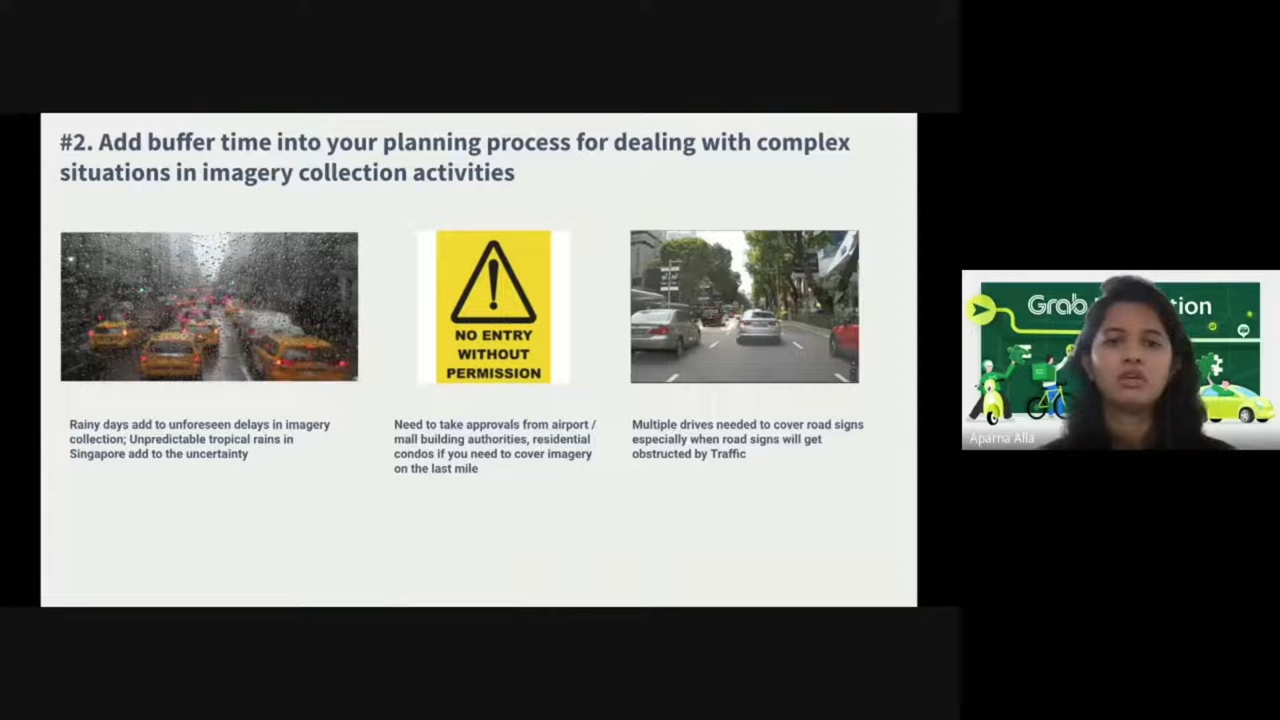 #2. Add buffer time into your planning process for dealing with complex
situations in imagery collection activities
NO ENTRY
WITHOUT
PERMISSION
Rainy days add to unforeseen delays in imagery
collection; Unpredictable tropical rains in
Singapore add to the uncertainty
Need to take approvals from airport /
mall building authorities, residential
condos if you need to cover imagery
on the last mile
Multiple drives needed to cover road signs
especially when road signs will get
obstructed by Traffic
Grab
Aparna Alla